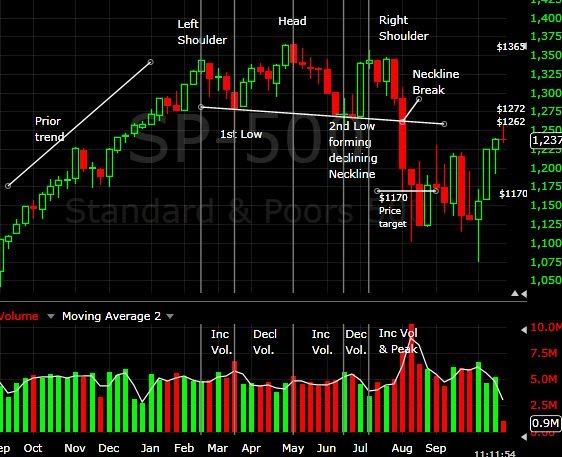 1,425
1,400
Left
Shoulder
Head
Right
Shoulder
1,375
$1365
1,350
1,325
Neckline
Break
1,300
$1272
1,275
$1262
1,250
1,237
1,225
Prior
trend
SP-50
1st Low
2nd Low
forming
declining
Neckline
1,200
$1170
Price
target
$1170
1,175
Standard & Poor's
1,150
1,125
1,100
1,075
1,050
Volume
Moving Average 2
Inc
Vol.
Decl
Vol.
Inc
Vol.
Dec
Vol.
Inc Vol
& Peak
10.0M
7.5M
5.0M
2.5M
0.9M
0.00
Oct Nov Dec Jan Feb Mar Apr May Jun Jul Aug Sep
11:11:54